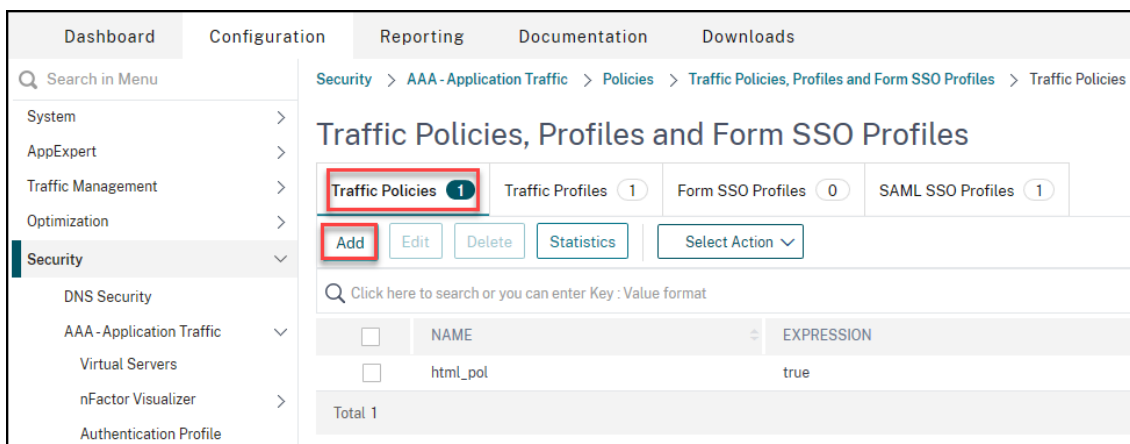 Dashboard Configuration Reporting Documentation Downloads
Search in Menu
Security > AAA - Application Traffic > Policies > Traffic Policies, Profiles and Form SSO Profiles > Traffic Policies
System
AppExpert
Traffic Management
Optimization
Security
DNS Security
AAA - Application Traffic
Virtual Servers
nFactor Visualizer
Authentication Profile
Traffic Policies, Profiles and Form SSO Profiles
Traffic Policies 1 Traffic Profiles 1 Form SSO Profiles 0 SAML SSO Profiles 1
Add Edit Delete Statistics Select Action
Click here to search or you can enter Key : Value format
NAME EXPRESSION
html_pol true
Total 1